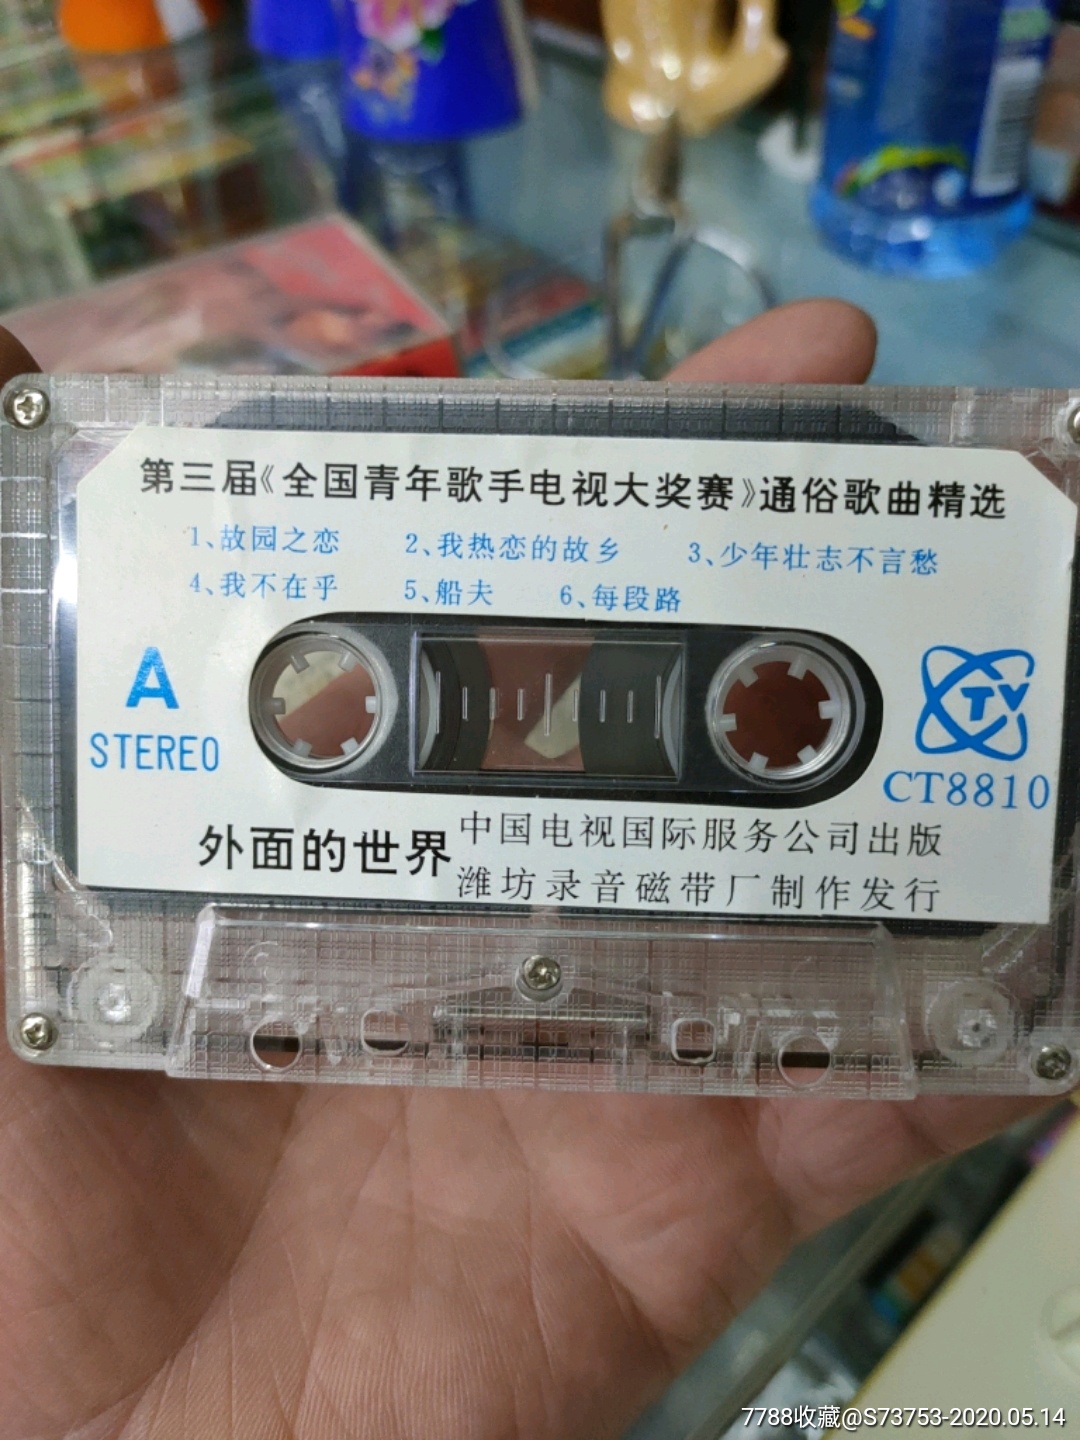 第三届《全国青年歌手电视大奖赛》通俗歌曲精选
1、故园之恋 2、我热恋的故乡 3、少年壮志不言愁
4、我不在乎 5、船夫 6、每段路
A
STEREO
TV
CT8810
外面的世界
中国电视国际服务公司出版
潍坊录音磁带厂制作发行
7788收藏@S73753-2020.05.14